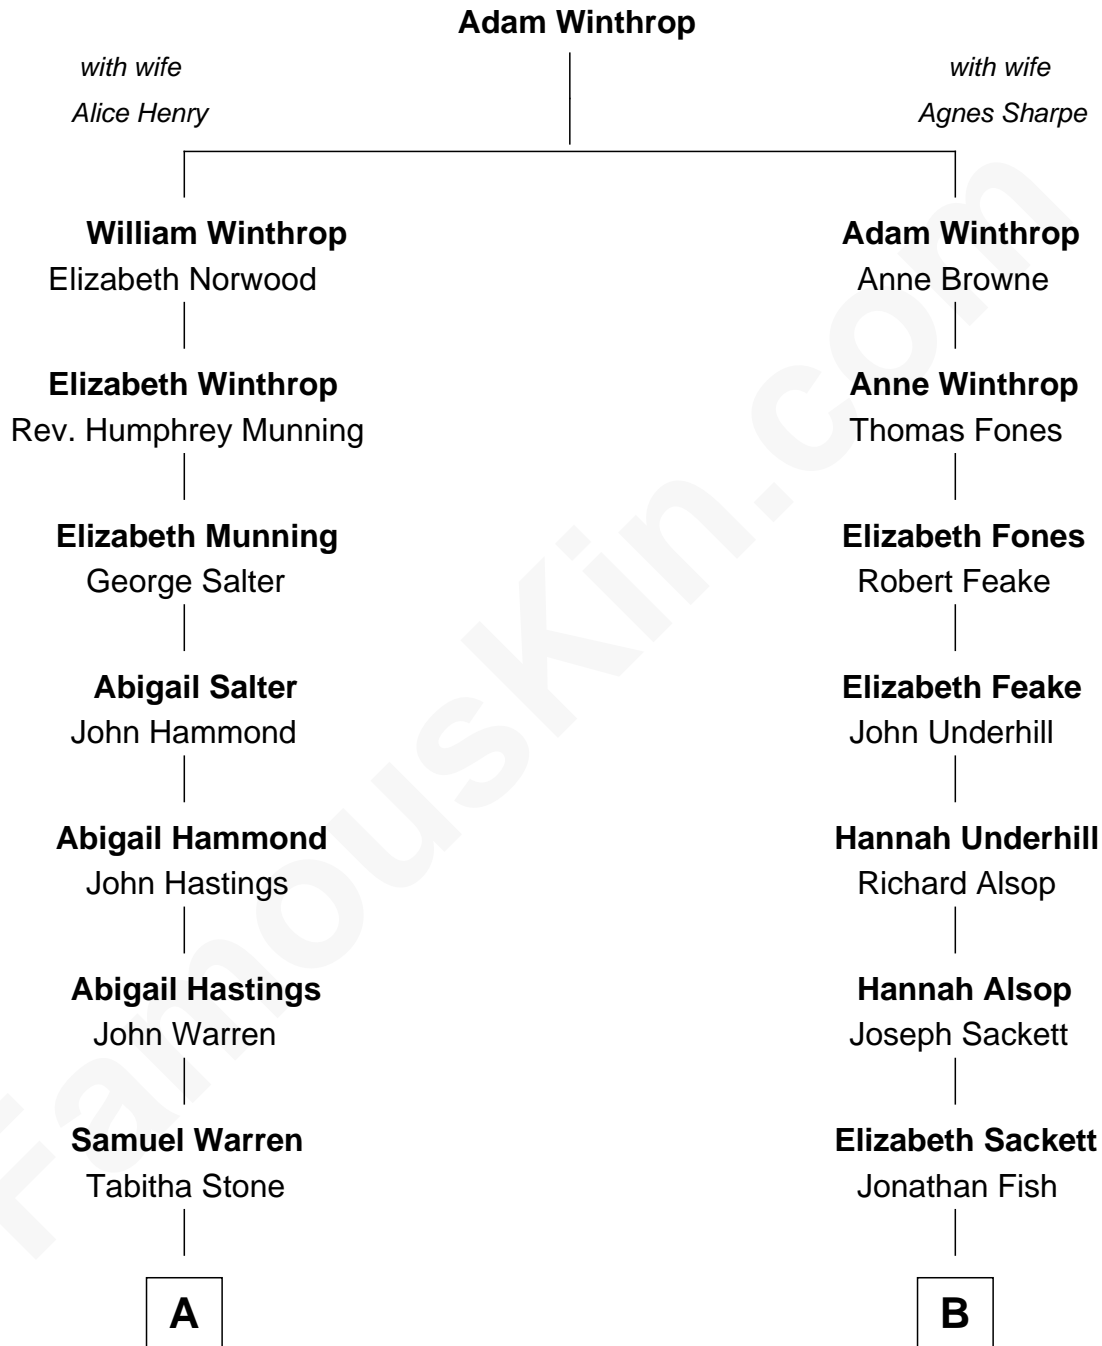 Adam Winthrop
with wife
Alice Henry
with wife
Agnes Sharpe
William Winthrop
Elizabeth Norwood
Adam Winthrop
Anne Browne
Elizabeth Winthrop
Rev. Humphrey Munning
Anne Winthrop
Thomas Fones
Elizabeth Munning
George Salter
Elizabeth Fones
Robert Feake
Abigail Salter
John Hammond
Elizabeth Feake
John Underhill
Abigail Hammond
John Hastings
Hannah Underhill
Richard Alsop
Abigail Hastings
John Warren
Hannah Alsop
Joseph Sackett
Samuel Warren
Tabitha Stone
Elizabeth Sackett
Jonathan Fish
A
B
FamousKin.com